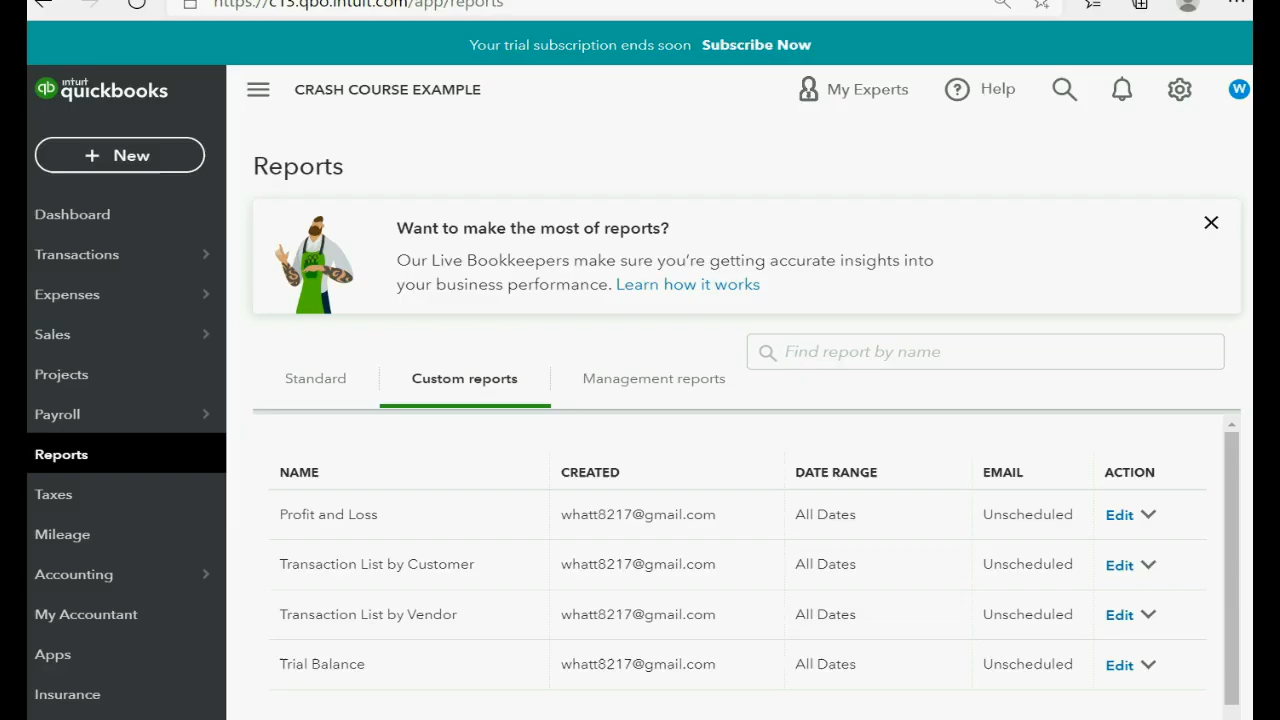 https://c15.qbo.intuit.com/app/reports
Your trial subscription ends soon Subscribe Now
qb intuit quickbooks
CRASH COURSE EXAMPLE
My Experts
Help
W
+ New
Dashboard
Transactions
Expenses
Sales
Projects
Payroll
Reports
Taxes
Mileage
Accounting
My Accountant
Apps
Insurance
Reports
Want to make the most of reports?
Our Live Bookkeepers make sure you're getting accurate insights into
your business performance. Learn how it works
Find report by name
Standard Custom reports Management reports
NAME CREATED DATE RANGE EMAIL ACTION
Profit and Loss whatt8217@gmail.com All Dates Unscheduled Edit
Transaction List by Customer whatt8217@gmail.com All Dates Unscheduled Edit
Transaction List by Vendor whatt8217@gmail.com All Dates Unscheduled Edit
Trial Balance whatt8217@gmail.com All Dates Unscheduled Edit